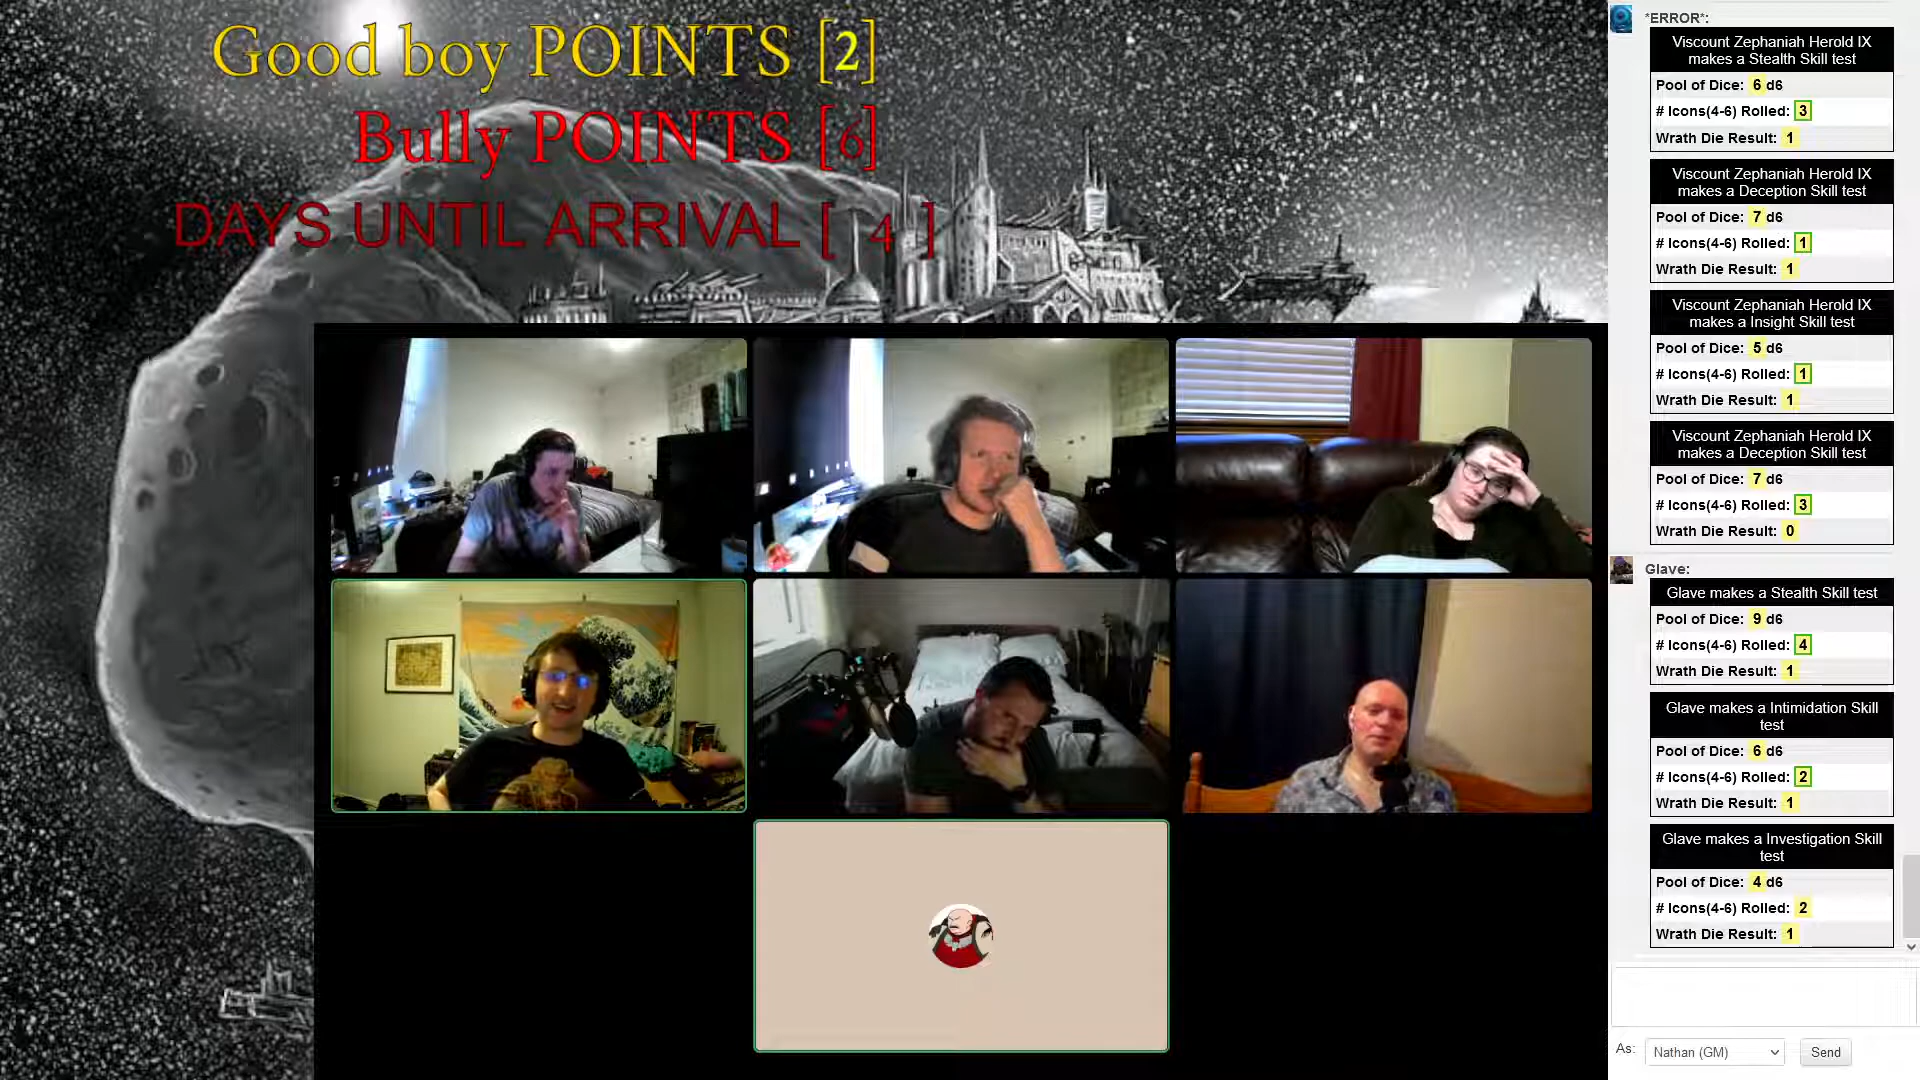 Good boy POINTS [2]
Bully POINTS [6]
DAYS UNTIL ARRIVAL [ 4 ]
*ERROR*:
Viscount Zephaniah Herold IX
makes a Stealth Skill test
Pool of Dice: 6 d6
# Icons(4-6) Rolled: 3
Wrath Die Result: 1
Viscount Zephaniah Herold IX
makes a Deception Skill test
Pool of Dice: 7 d6
# Icons(4-6) Rolled: 1
Wrath Die Result: 1
Viscount Zephaniah Herold IX
makes a Insight Skill test
Pool of Dice: 5 d6
# Icons(4-6) Rolled: 1
Wrath Die Result: 1
Viscount Zephaniah Herold IX
makes a Deception Skill test
Pool of Dice: 7 d6
# Icons(4-6) Rolled: 3
Wrath Die Result: 0
Glave:
Glave makes a Stealth Skill test
Pool of Dice: 9 d6
# Icons(4-6) Rolled: 4
Wrath Die Result: 1
Glave makes a Intimidation Skill
test
Pool of Dice: 6 d6
# Icons(4-6) Rolled: 2
Wrath Die Result: 1
Glave makes a Investigation Skill
test
Pool of Dice: 4 d6
# Icons(4-6) Rolled: 2
Wrath Die Result: 1
As: Nathan (GM) Send